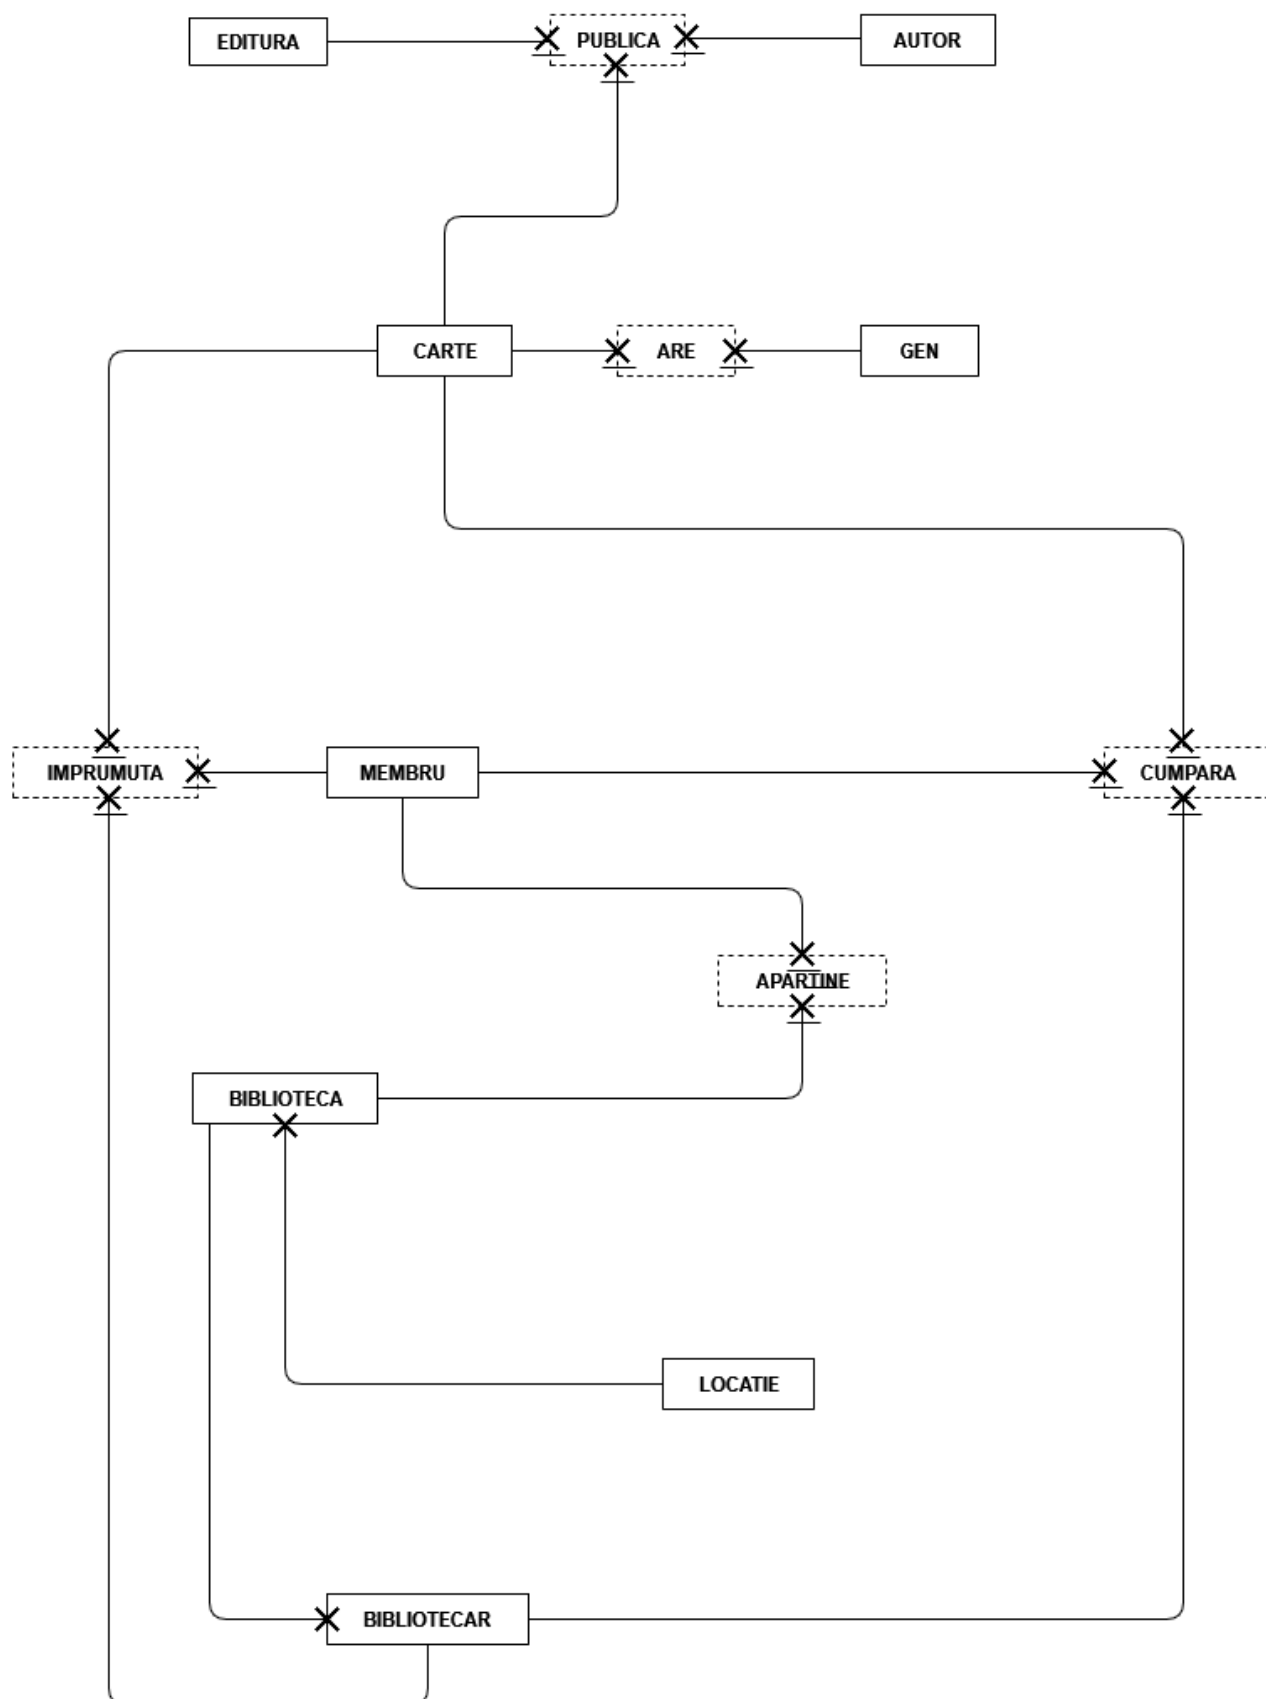 EDITURA
PUBLICA
AUTOR
CARTE
ARE
GEN
IMPRUMUTA
MEMBRU
CUMPARA
APARTINE
BIBLIOTECA
LOCATIE
BIBLIOTECAR